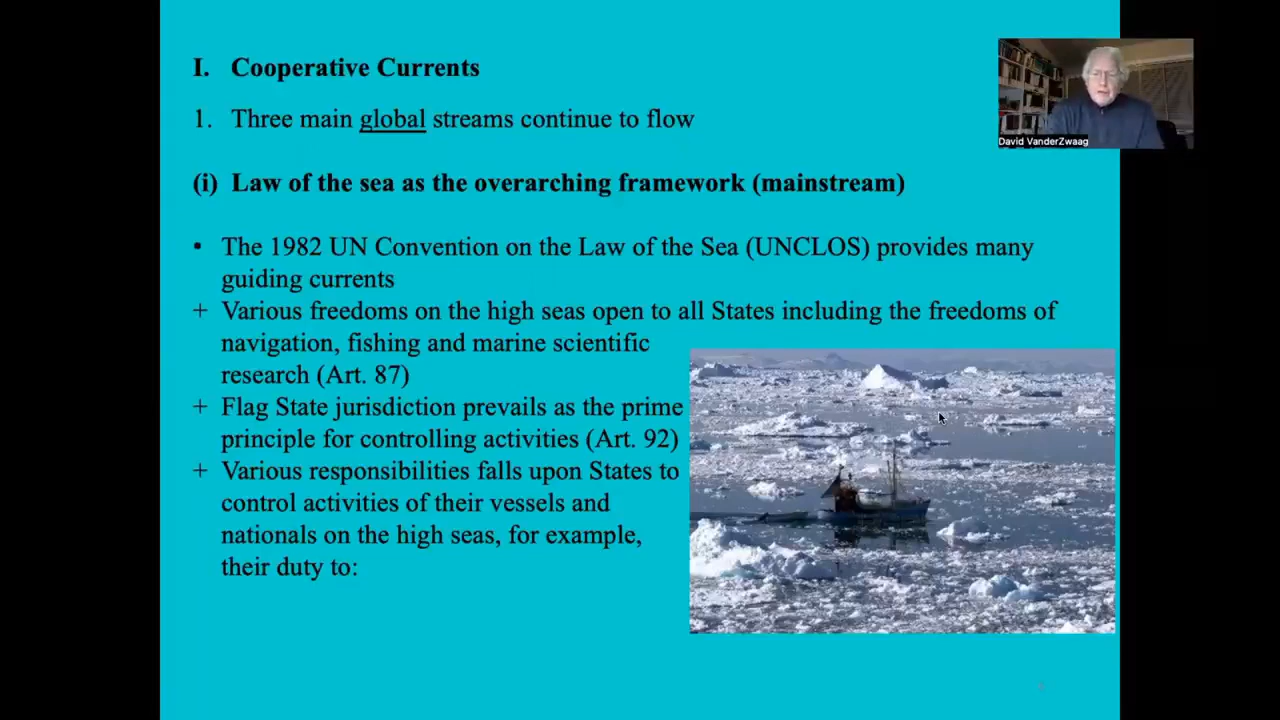 I. Cooperative Currents
1. Three main global streams continue to flow
David VanderZwaag
(i) Law of the sea as the overarching framework (mainstream)
• The 1982 UN Convention on the Law of the Sea (UNCLOS) provides many
guiding currents
+ Various freedoms on the high seas open to all States including the freedoms of
navigation, fishing and marine scientific
research (Art. 87)
+ Flag State jurisdiction prevails as the prime
principle for controlling activities (Art. 92)
+ Various responsibilities falls upon States to
control activities of their vessels and
nationals on the high seas, for example,
their duty to: